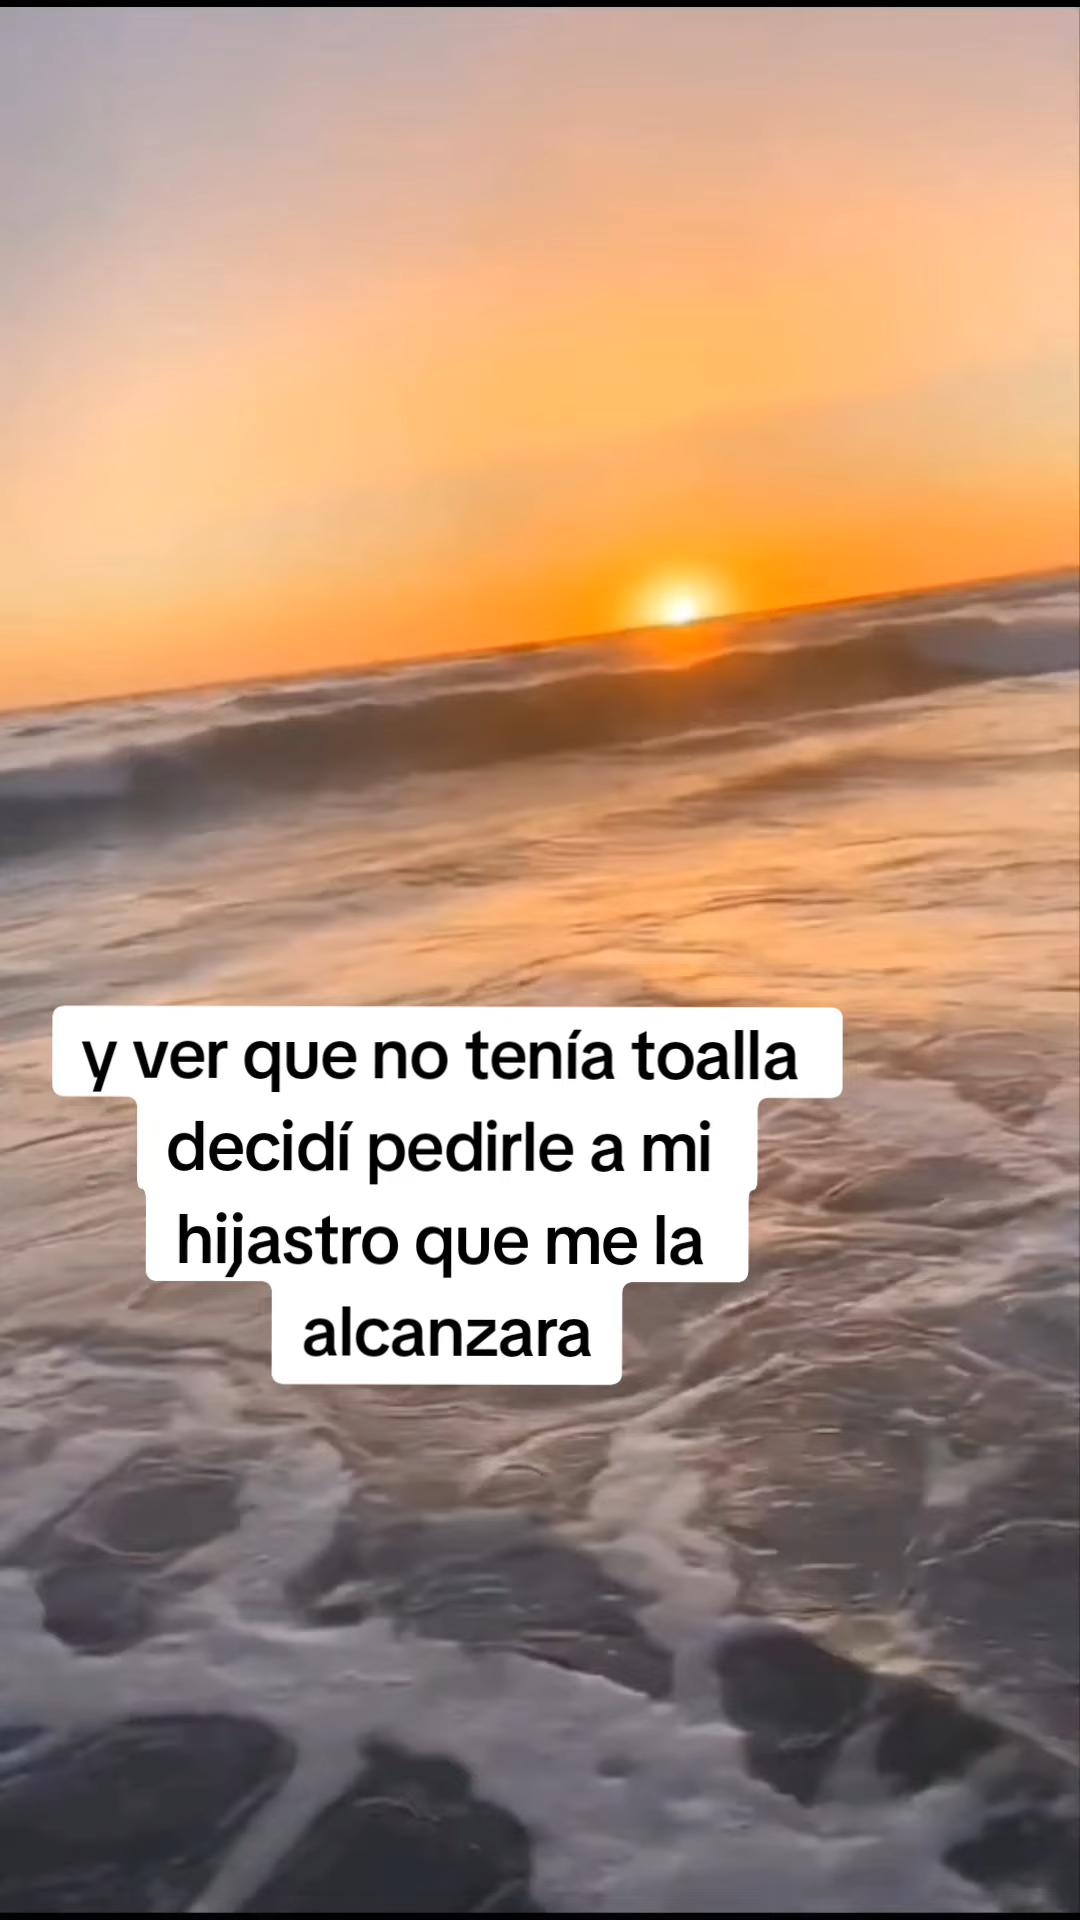 y ver que no tenía toalla
decidí pedirle a mi
hijastro que me la
alcanzara